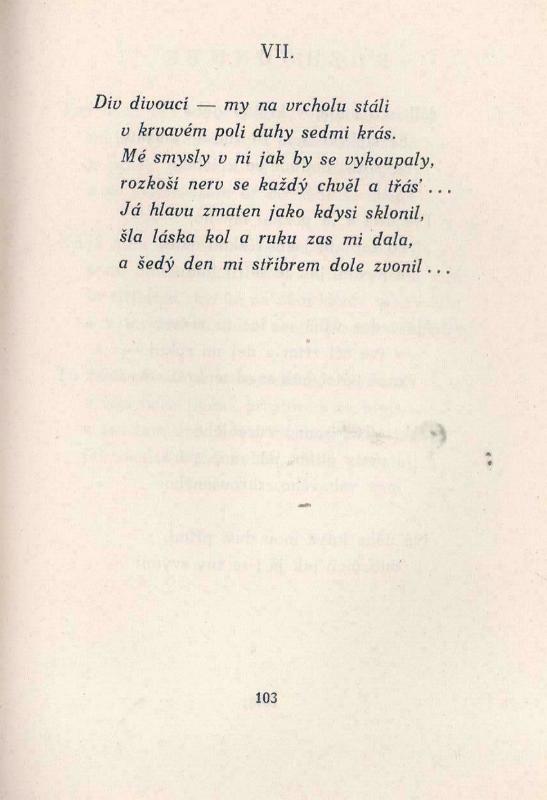 VII.
Div divoucí — my na vrcholu stáli
v krvavém poli duhy sedmi krás.
Mé smysly v ní jak by se vykoupaly,
rozkoší nerv se každý chvěl a třás' ...
Já hlavu zmaten jako kdysi sklonil,
šla láska kol a ruku zas mi dala,
a šedý den mi stříbrem dole zvonil ...
103